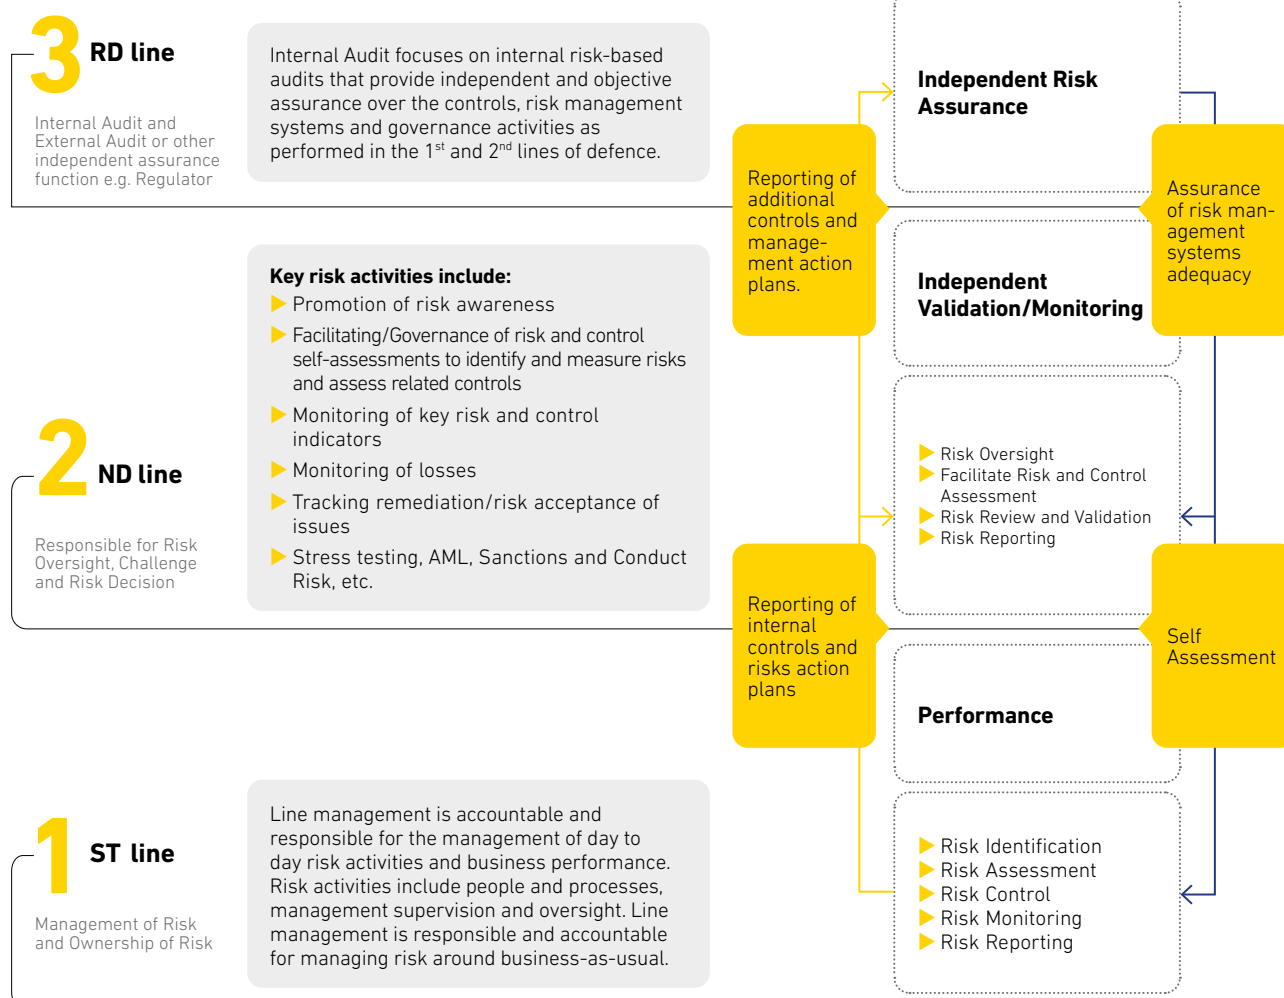 3 RD line
Internal Audit and
External Audit or other
independent assurance
function e.g. Regulator
Internal Audit focuses on internal risk-based
audits that provide independent and objective
assurance over the controls, risk management
systems and governance activities as
performed in the 1st and 2nd lines of defence.
Reporting of
additional
controls and
manage-
ment action
plans.
Independent Risk
Assurance
Assurance
of risk man-
agement
systems
adequacy
Independent
Validation/Monitoring
2 ND line
Responsible for Risk
Oversight, Challenge
and Risk Decision
Key risk activities include:
Promotion of risk awareness
Facilitating/Governance of risk and control
self-assessments to identify and measure risks
and assess related controls
Monitoring of key risk and control
indicators
Monitoring of losses
Tracking remediation/risk acceptance of
issues
Stress testing, AML, Sanctions and Conduct
Risk, etc.
Risk Oversight
Facilitate Risk and Control
Assessment
Risk Review and Validation
Risk Reporting
Reporting of
internal
controls and
risks action
plans
Self
Assessment
Performance
1 ST line
Management of Risk
and Ownership of Risk
Line management is accountable and
responsible for the management of day to
day risk activities and business performance.
Risk activities include people and processes,
management supervision and oversight. Line
management is responsible and accountable
for managing risk around business-as-usual.
Risk Identification
Risk Assessment
Risk Control
Risk Monitoring
Risk Reporting